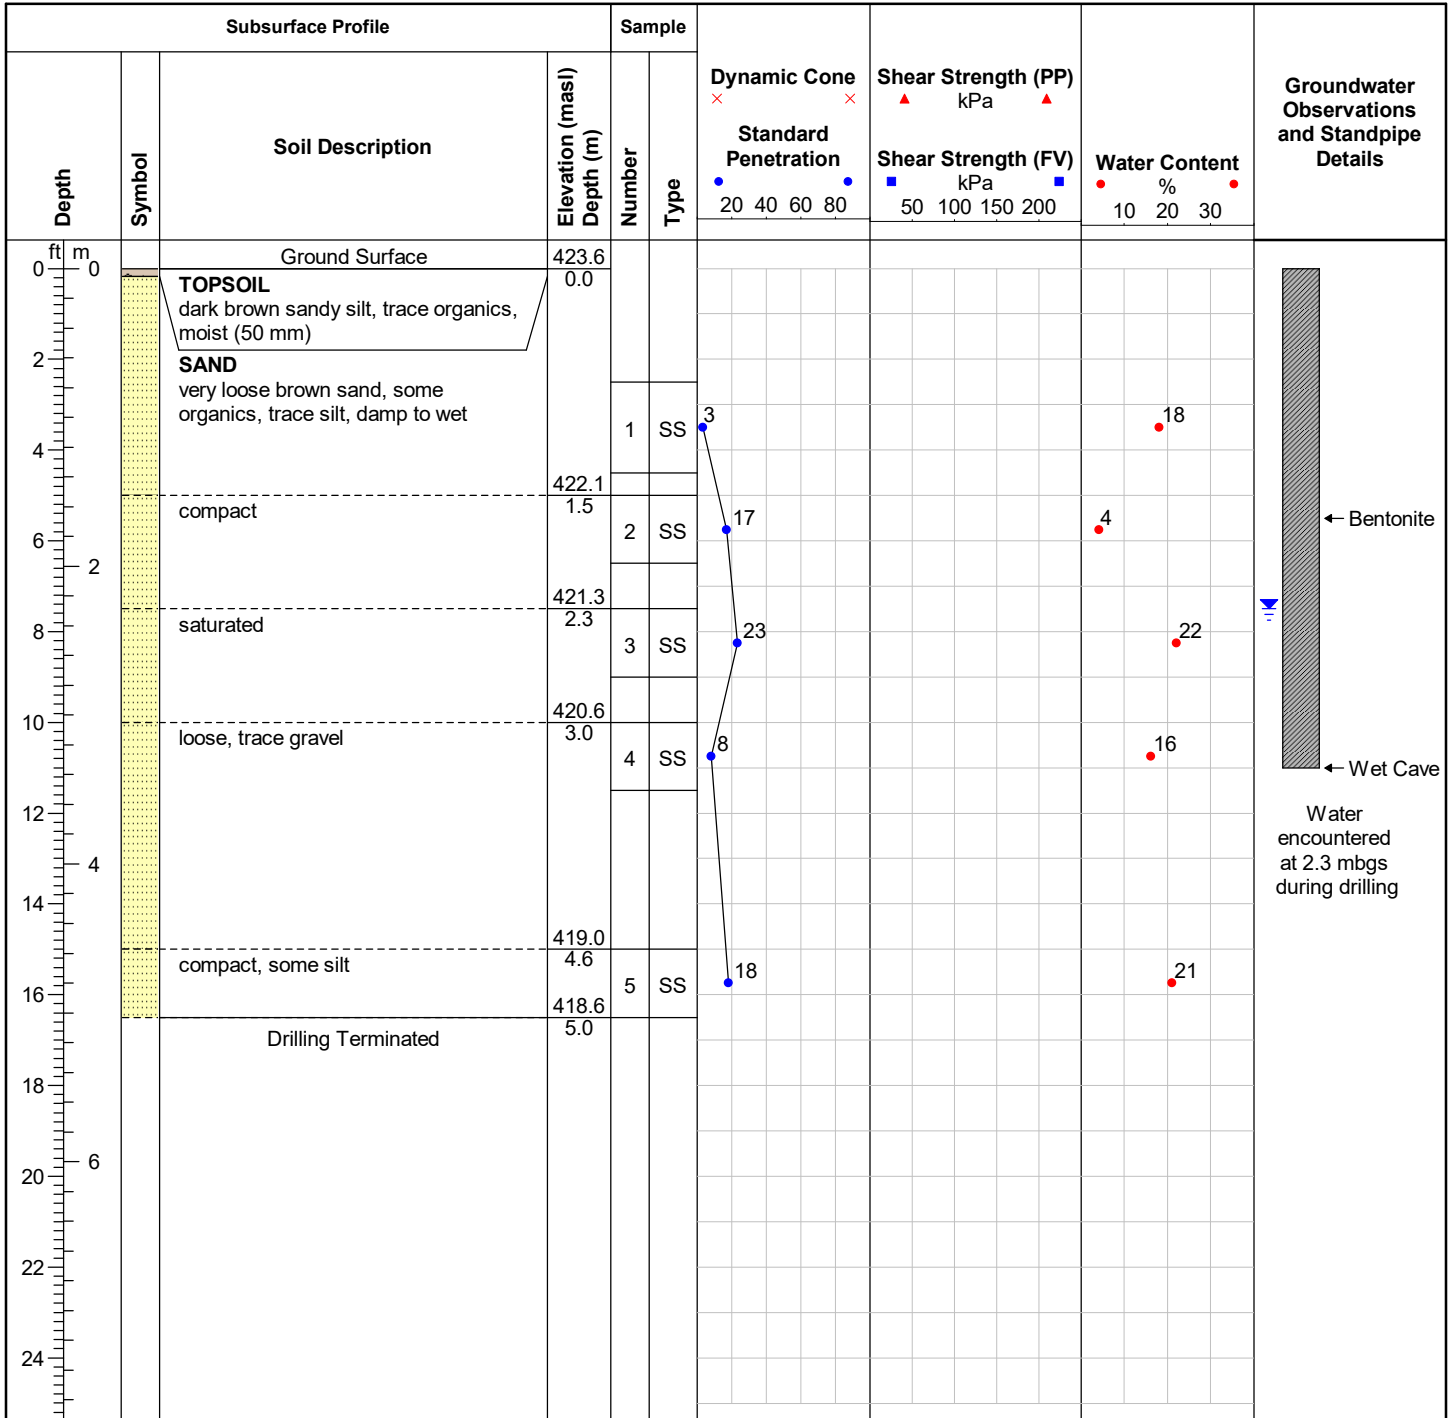 Subsurface Profile
Sample
Depth
Symbol
Soil Description
Elevation (masl)
Depth (m)
Number
Type
Dynamic Cone
Standard
Penetration
20 40 60 80
Shear Strength (PP)
kPa
Shear Strength (FV)
kPa
50 100 150 200
Water Content
%
10 20 30
Groundwater
Observations
and Standpipe
Details
ft m
Ground Surface
423.6
0 0
0.0
TOPSOIL
dark brown sandy silt, trace organics,
moist (50 mm)
2
SAND
very loose brown sand, some
organics, trace silt, damp to wet
1 SS
3
18
4
422.1
1.5
compact
2 SS
17
4
Bentonite
6
2
421.3
2.3
saturated
8
3 SS
23
22
420.6
10
3.0
loose, trace gravel
4 SS
8
16
Wet Cave
12
Water
encountered
at 2.3 mbgs
during drilling
4
14
419.0
4.6
compact, some silt
5 SS
18
21
16
418.6
5.0
Drilling Terminated
18
6
20
22
24